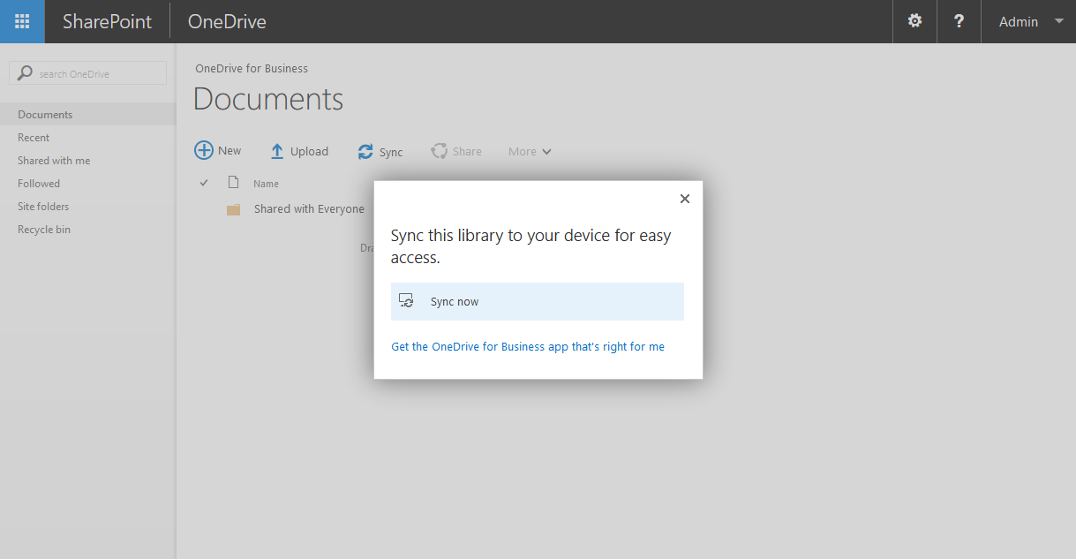 SharePoint OneDrive ? Admin
search OneDrive
Documents
Recent
Shared with me
Followed
Site folders
Recycle bin
OneDrive for Business
Documents
New Upload Sync Share More
Name
Shared with Everyone
Dra
Sync this library to your device for easy
access.
Sync now
Get the OneDrive for Business app that's right for me